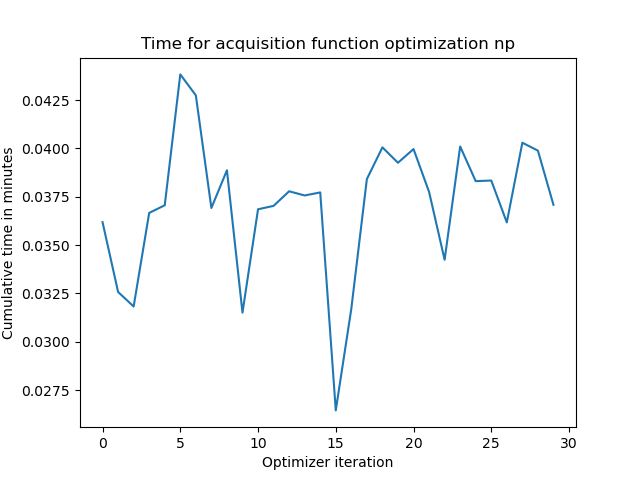 Time for acquisition function optimization np
Cumulative time in minutes
0.0425
0.0400
0.0375
0.0350
0.0325
0.0300
0.0275
0 5 10 15 20 25 30
Optimizer iteration